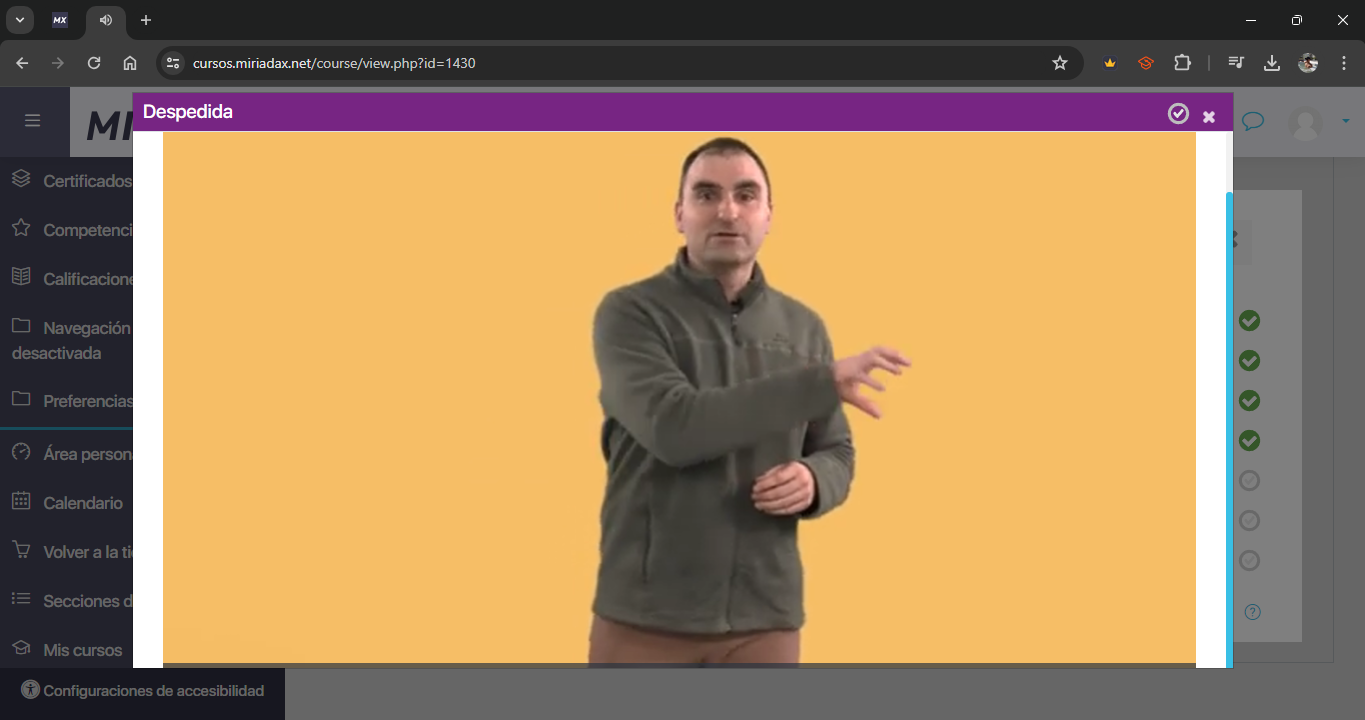 MX
cursos.miriadax.net/course/view.php?id=1430
MI
Despedida
Certificados
Competenci
Calificacione
Navegación
desactivada
Preferencias
Área person
Calendario
Volver a la ti
Secciones d
Mis cursos
Configuraciones de accesibilidad